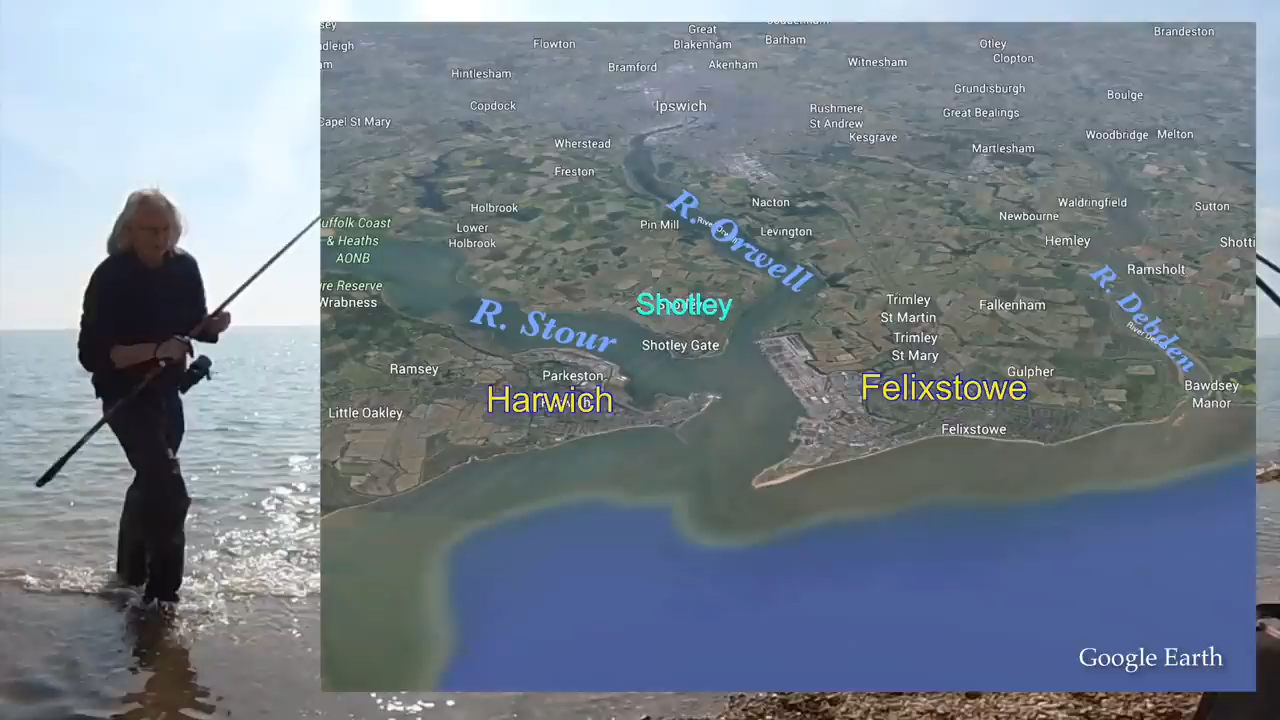 Great
Blakenham
Barham
Brandeston
Flowton
Otley
Clopton
Witnesham
Akenham
Bramford
Hintlesham
Grundisburgh
Boulge
Copdock
Ipswich
Rushmere
St Andrew
Great Bealings
Capel St Mary
Kesgrave
Woodbridge
Melton
Wherstead
Martlesham
Freston
Holbrook
Nacton
Waldringfield
Sutton
Newbourne
Suffolk Coast
& Heaths
AONB
Lower
Holbrook
Pin Mill
R. Orwell
Levington
Hemley
Ramsholt
Wrabness
R. Stour
Shotley
Trimley
St Martin
Falkenham
R. Debden
Shotley Gate
Trimley
St Mary
Ramsey
Parkeston
Gulpher
Bawdsey
Manor
Harwich
Felixstowe
Little Oakley
Felixstowe
Google Earth